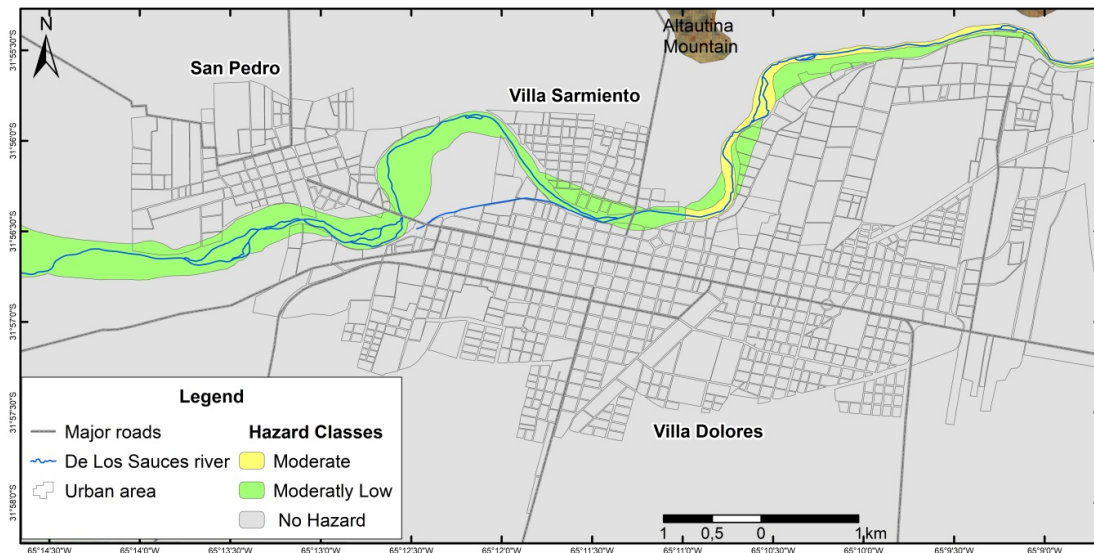 N
Altautina
Mountain
San Pedro
Villa Sarmiento
Villa Dolores
31°55'30"S
31°56'0"S
31°56'30"S
31°57'0"S
31°57'30"S
31°58'0"S
Legend
Major roads
De Los Sauces river
Urban area
Hazard Classes
Moderate
Moderatly Low
No Hazard
1 0,5 0 1 km
65°14'30"W 65°14'0"W 65°13'30"W 65°13'0"W 65°12'30"W 65°12'0"W 65°11'30"W 65°11'0"W 65°10'30"W 65°10'0"W 65°9'30"W 65°9'0"W